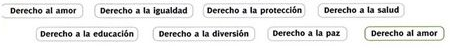 Derecho al amor
Derecho a la igualdad
Derecho a la protección
Derecho a la salud
Derecho a la educación
Derecho a la diversión
Derecho a la paz
Derecho al amor